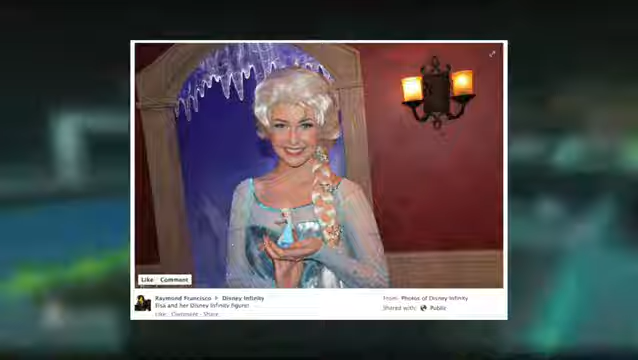 Like Comment
Raymond Francisco ▸ Disney Infinity
Elsa and her Disney Infinity figure!
Like · Comment · Share
From: Photos of Disney Infinity
Shared with: Public